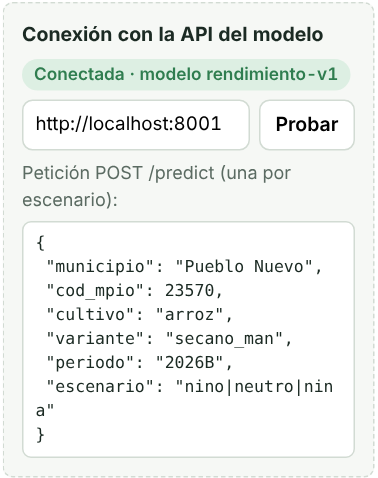 Conexión con la API del modelo
Conectada · modelo rendimiento-v1
http://localhost:8001
Probar
Petición POST /predict (una por
escenario):
{
 "municipio": "Pueblo Nuevo",
 "cod_mpio": 23570,
 "cultivo": "arroz",
 "variante": "secano_man",
 "periodo": "2026B",
 "escenario": "nino|neutro|nin
a"
}